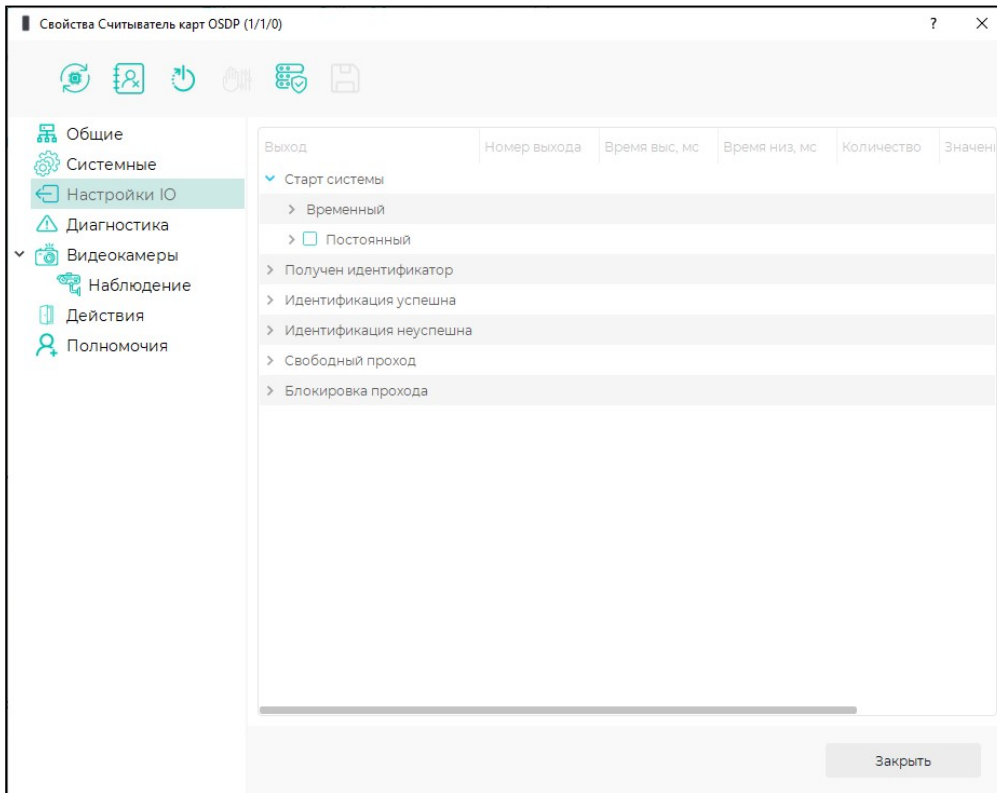 Свойства Считыватель карт OSDP (1/1/0) ?
Общие
Системные
Настройки IO
Диагностика
Видеокамеры
Наблюдение
Действия
Полномочия
Выход Номер выхода Время выс, мс Время низ, мс Количество Значени
Старт системы
Временный
Постоянный
Получен идентификатор
Идентификация успешна
Идентификация неуспешна
Свободный проход
Блокировка прохода
Закрыть